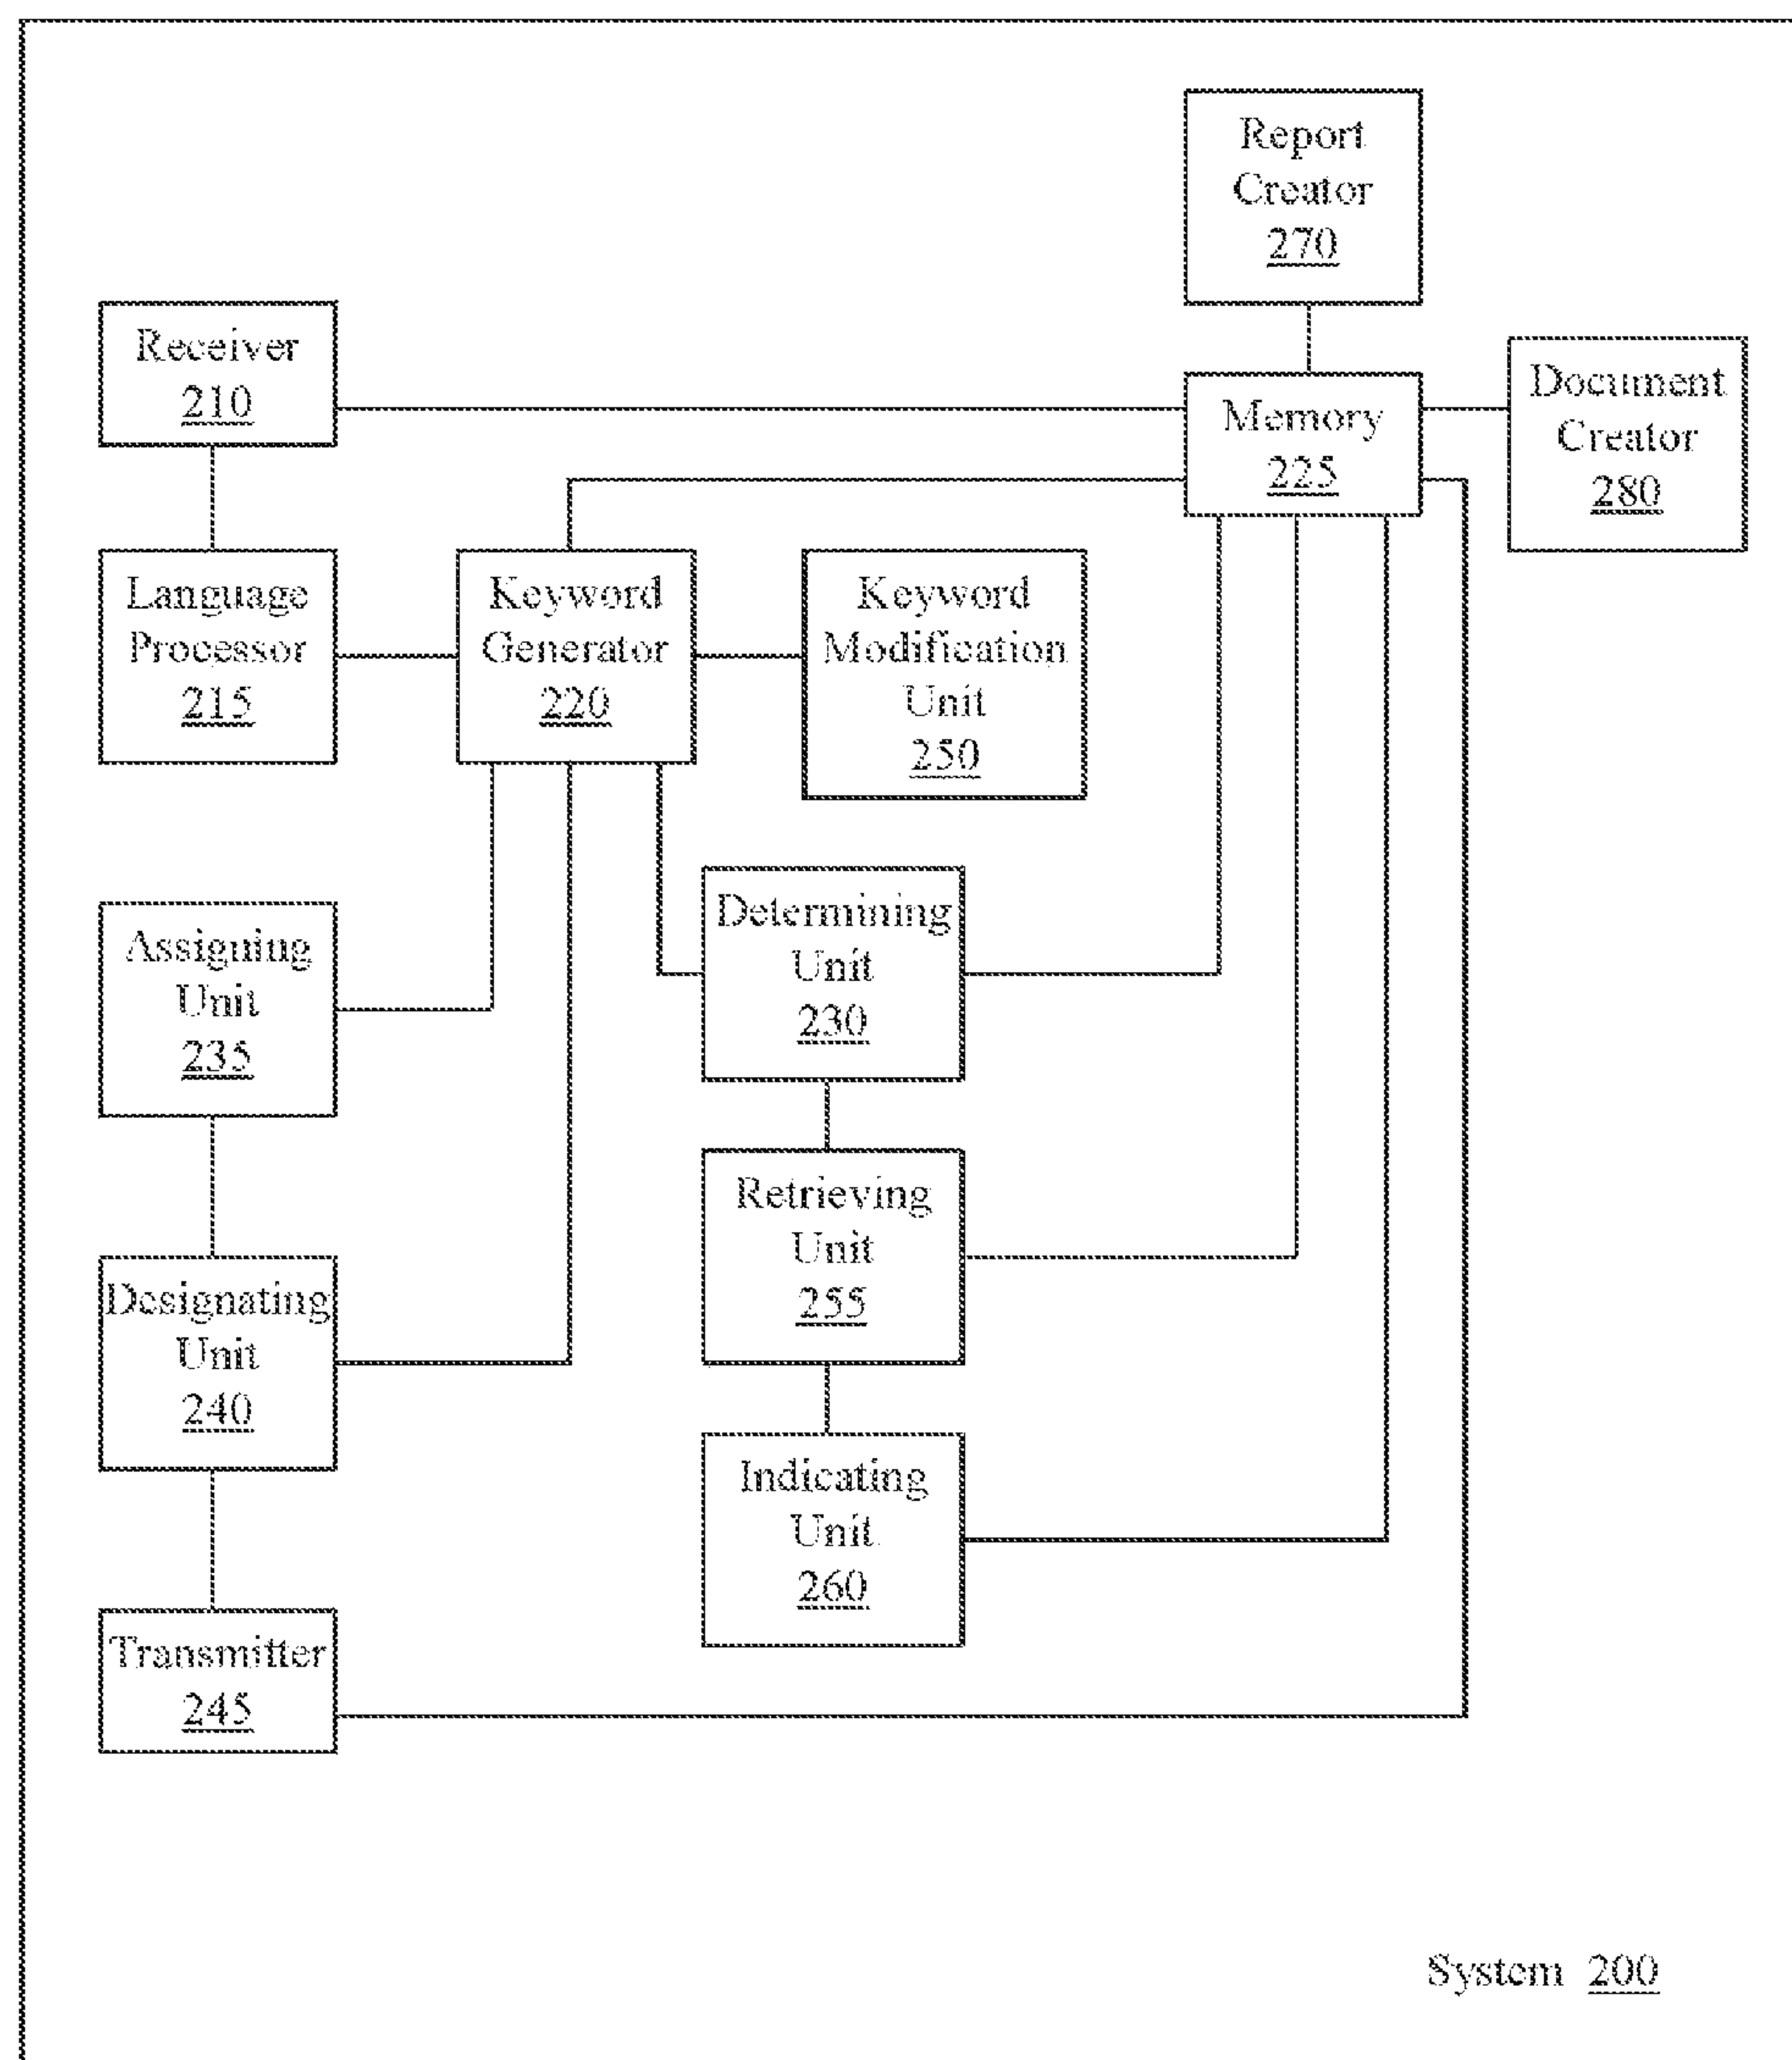 Report
Creator
270
Receiver
210
Memory
225
Document
Creator
280
Language
Processor
215
Keyword
Generator
220
Keyword
Modification
Unit
250
Assigning
Unit
235
Determining
Unit
230
Designating
Unit
240
Retrieving
Unit
255
Indicating
Unit
260
Transmitter
245
System 200